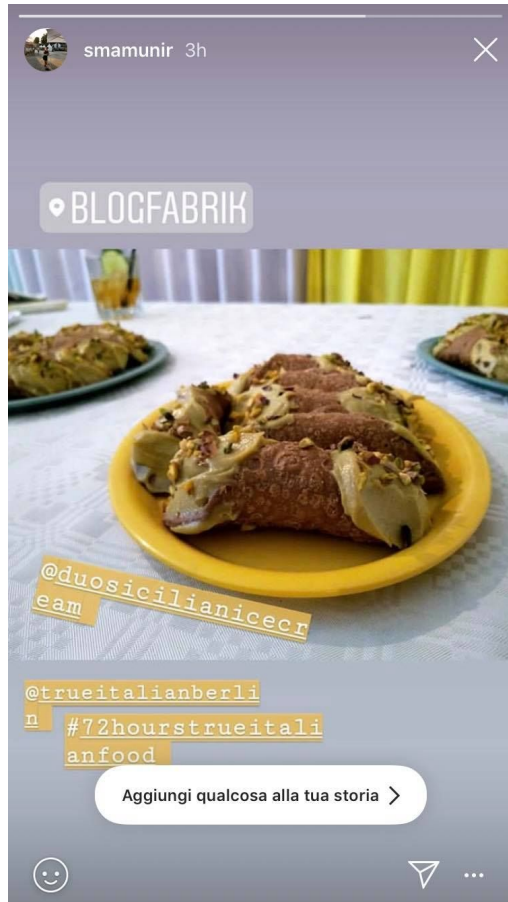 smamunir 3h
BLOGFABRIK
@duosicilianicecr
eam
@trueitalianberli
n
#72hourstrueitali
anfood
Aggiungi qualcosa alla tua storia